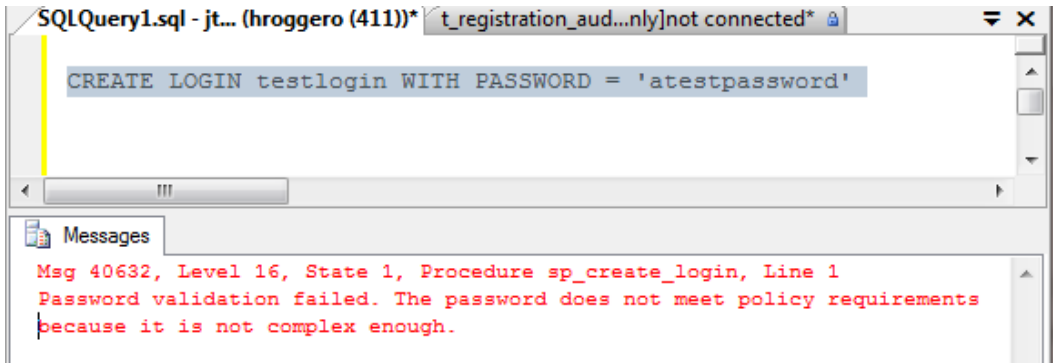 SQLQuery1.sql - jt... (hroggero (411))* t_registration_aud...nly]not connected*
CREATE LOGIN testlogin WITH PASSWORD = 'atestpassword'
Messages
Msg 40632, Level 16, State 1, Procedure sp_create_login, Line 1
Password validation failed. The password does not meet policy requirements
because it is not complex enough.